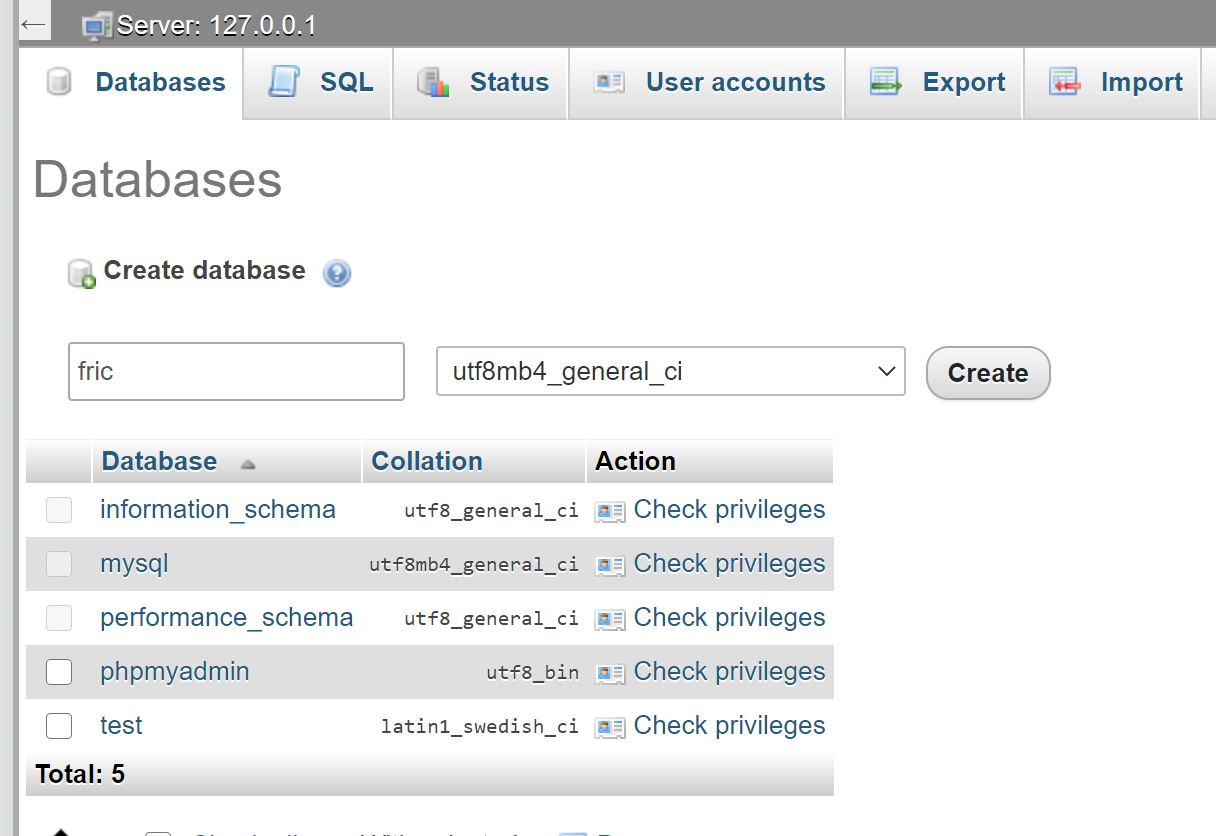 Server: 127.0.0.1
Databases SQL Status User accounts Export Import
Databases
Create database
fric utf8mb4_general_ci Create
Database Collation Action
information_schema utf8_general_ci Check privileges
mysql utf8mb4_general_ci Check privileges
performance_schema utf8_general_ci Check privileges
phpmyadmin utf8_bin Check privileges
test latin1_swedish_ci Check privileges
Total: 5